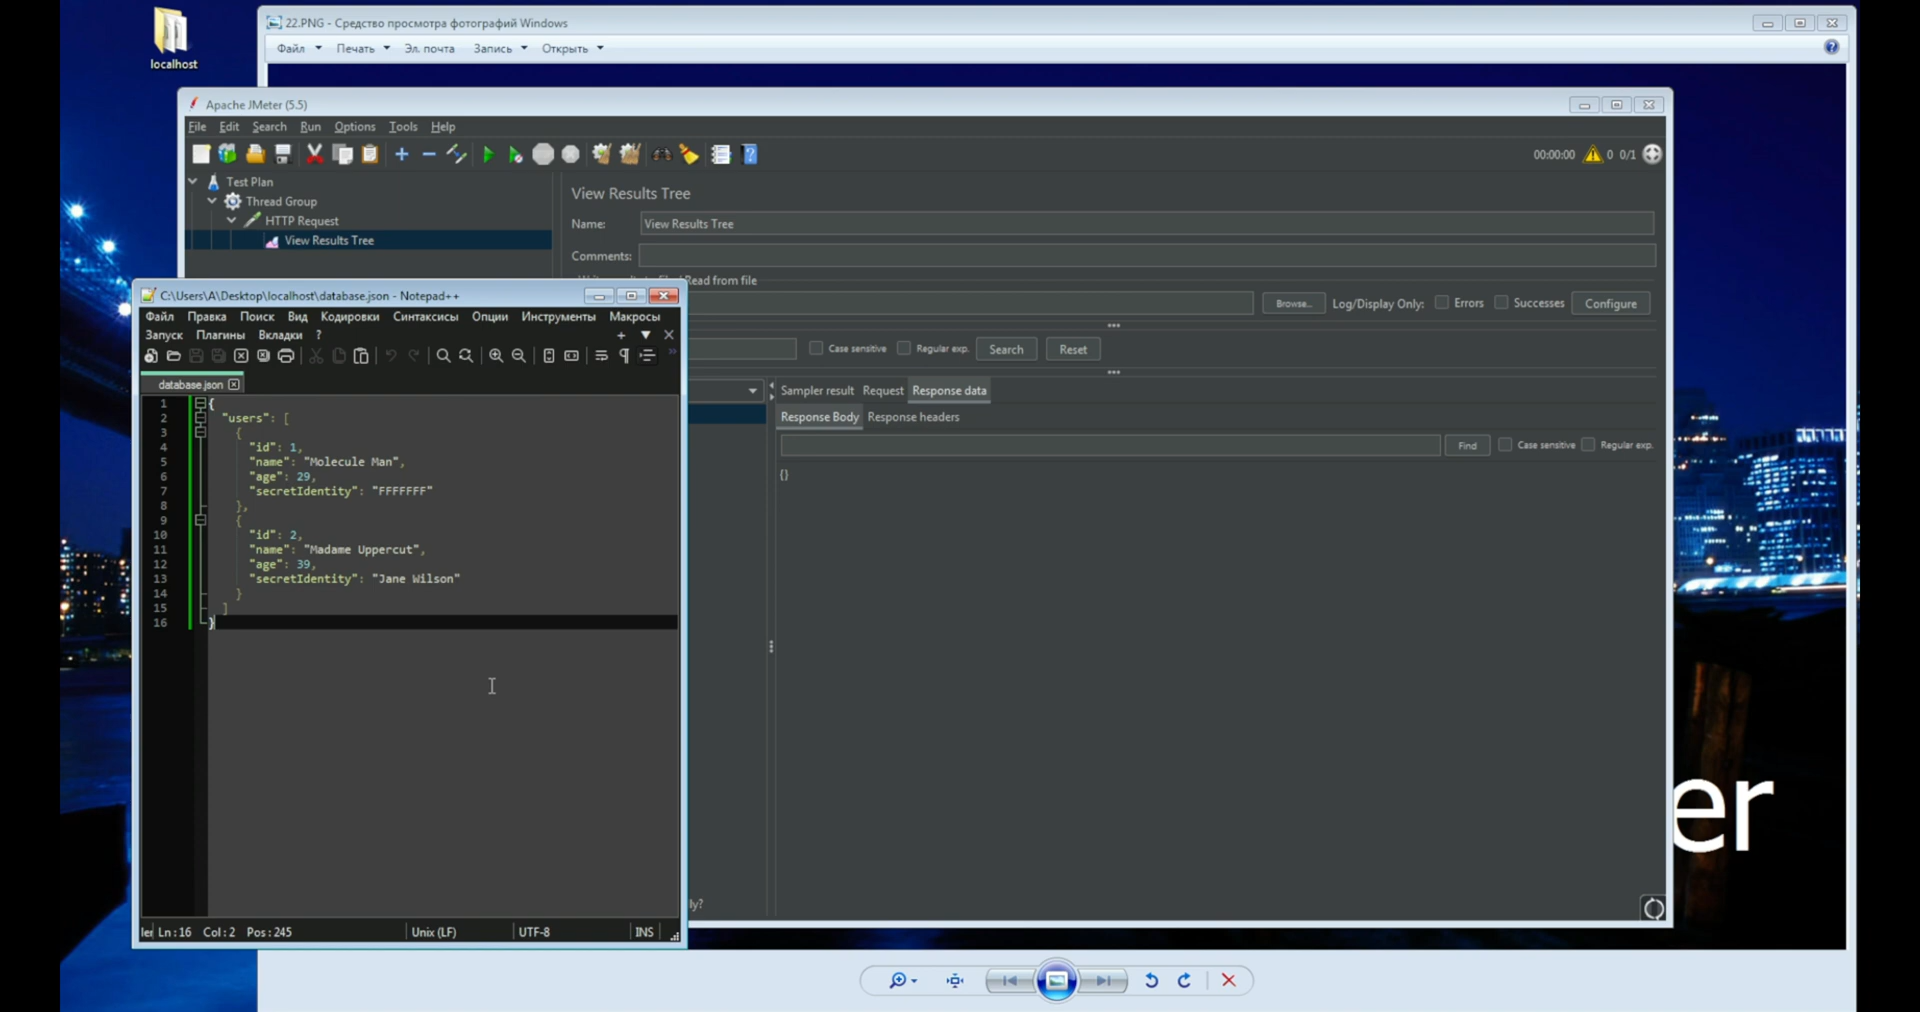 localhost
22.PNG - Средство просмотра фотографий Windows
Файл Печать Эл. почта Запись Открыть
Apache JMeter (5.5)
File Edit Search Run Options Tools Help
00:00:00 0 0/1
Test Plan
Thread Group
HTTP Request
View Results Tree
View Results Tree
Name: View Results Tree
Comments:
Read from file
Browse... Log/Display Only: Errors Successes Configure
Case sensitive Regular exp. Search Reset
Sampler result Request Response data
Response Body Response headers
Find Case sensitive Regular exp.
{}
ly?
C:\Users\A\Desktop\localhost\database.json - Notepad++
Файл Правка Поиск Вид Кодировки Синтаксисы Опции Инструменты Макросы
Запуск Плагины Вкладки ?
database.json
1 {
2 "users": [
3 {
4 "id": 1,
5 "name": "Molecule Man",
6 "age": 29,
7 "secretIdentity": "FFFFFFF"
8 },
9 {
10 "id": 2,
11 "name": "Madame Uppercut",
12 "age": 39,
13 "secretIdentity": "Jane Wilson"
14 }
15 ]
16 }
Ln:16 Col:2 Pos:245 Unix (LF) UTF-8 INS
er